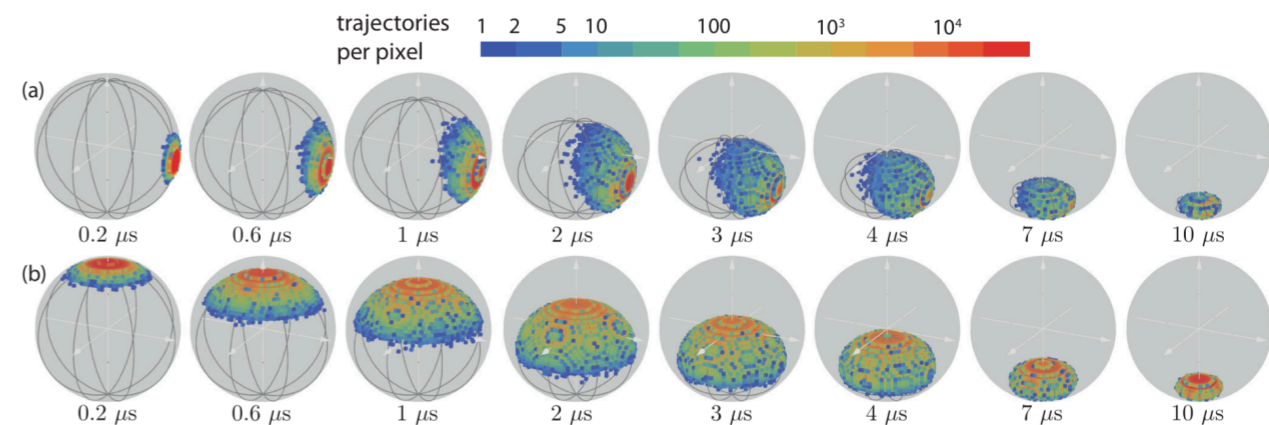 trajectories 1 2 5 10 100 10³ 10⁴
per pixel
(a)
0.2 μs 0.6 μs 1 μs 2 μs 3 μs 4 μs 7 μs 10 μs
(b)
0.2 μs 0.6 μs 1 μs 2 μs 3 μs 4 μs 7 μs 10 μs